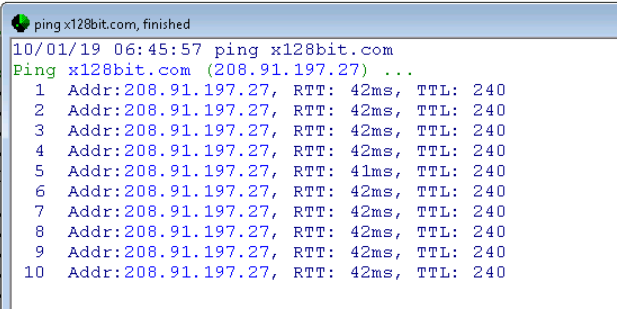 ping x128bit.com, finished
10/01/19 06:45:57 ping x128bit.com
Ping x128bit.com (208.91.197.27) ...
1 Addr:208.91.197.27, RTT: 42ms, TTL: 240
2 Addr:208.91.197.27, RTT: 42ms, TTL: 240
3 Addr:208.91.197.27, RTT: 42ms, TTL: 240
4 Addr:208.91.197.27, RTT: 42ms, TTL: 240
5 Addr:208.91.197.27, RTT: 41ms, TTL: 240
6 Addr:208.91.197.27, RTT: 42ms, TTL: 240
7 Addr:208.91.197.27, RTT: 42ms, TTL: 240
8 Addr:208.91.197.27, RTT: 42ms, TTL: 240
9 Addr:208.91.197.27, RTT: 42ms, TTL: 240
10 Addr:208.91.197.27, RTT: 42ms, TTL: 240